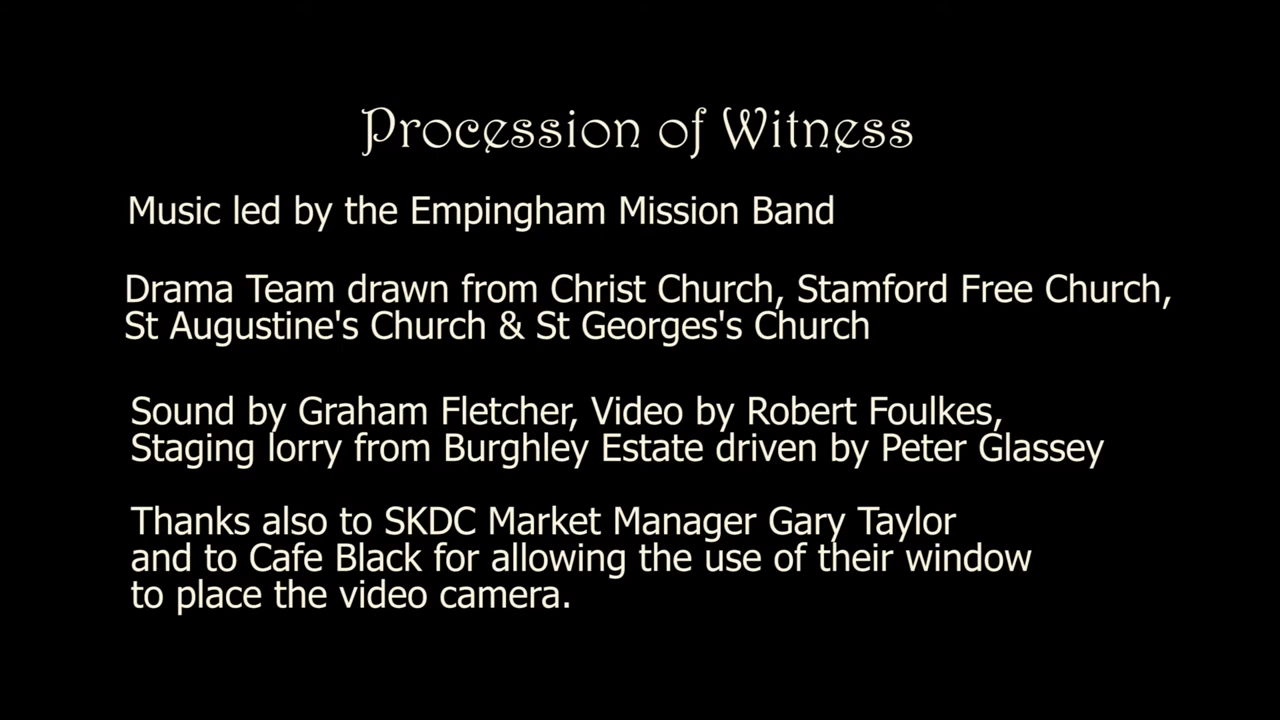 Procession of Witness
Music led by the Empingham Mission Band
Drama Team drawn from Christ Church, Stamford Free Church,
St Augustine's Church & St Georges's Church
Sound by Graham Fletcher, Video by Robert Foulkes,
Staging lorry from Burghley Estate driven by Peter Glassey
Thanks also to SKDC Market Manager Gary Taylor
and to Cafe Black for allowing the use of their window
to place the video camera.